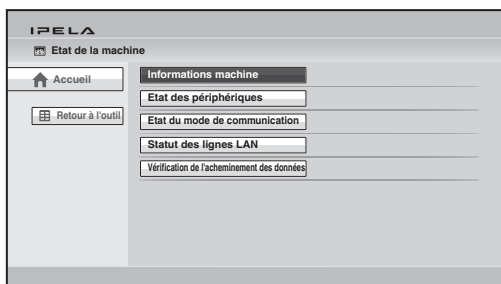 IPELA
Etat de la machine
Accueil
Retour à l'outil
Informations machine
Etat des périphériques
Etat du mode de communication
Statut des lignes LAN
Vérification de l'acheminement des données